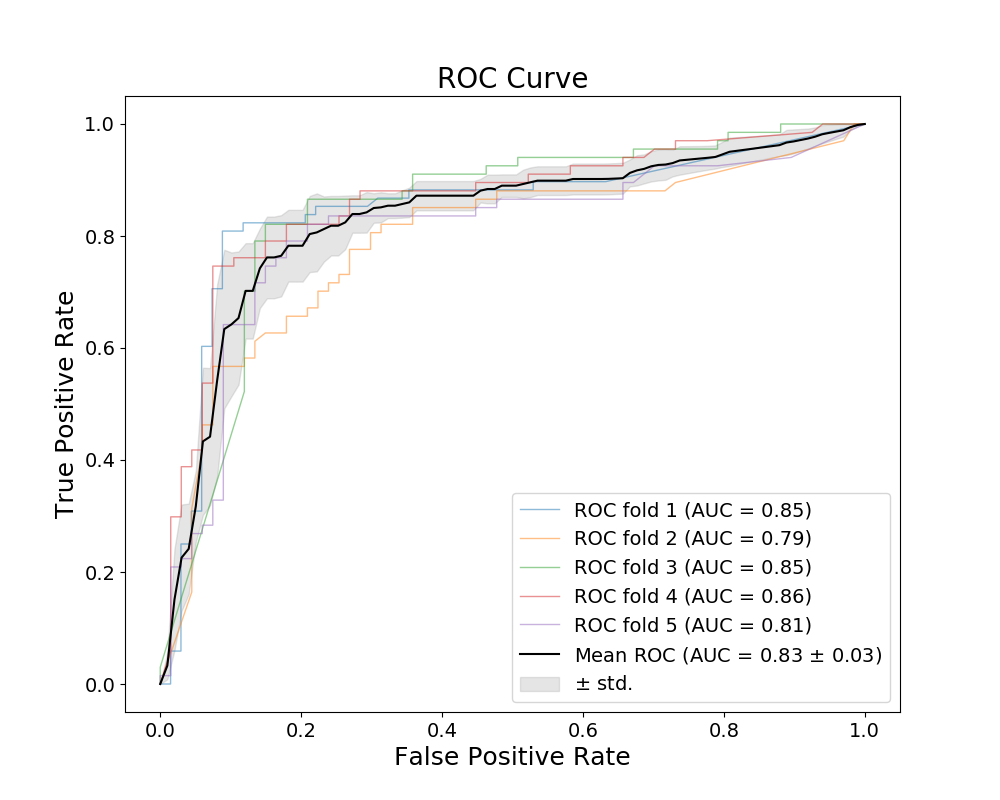 ROC Curve
1.0
0.8
0.6
0.4
0.2
0.0
True Positive Rate
ROC fold 1 (AUC = 0.85)
ROC fold 2 (AUC = 0.79)
ROC fold 3 (AUC = 0.85)
ROC fold 4 (AUC = 0.86)
ROC fold 5 (AUC = 0.81)
Mean ROC (AUC = 0.83 ± 0.03)
± std.
0.0 0.2 0.4 0.6 0.8 1.0
False Positive Rate